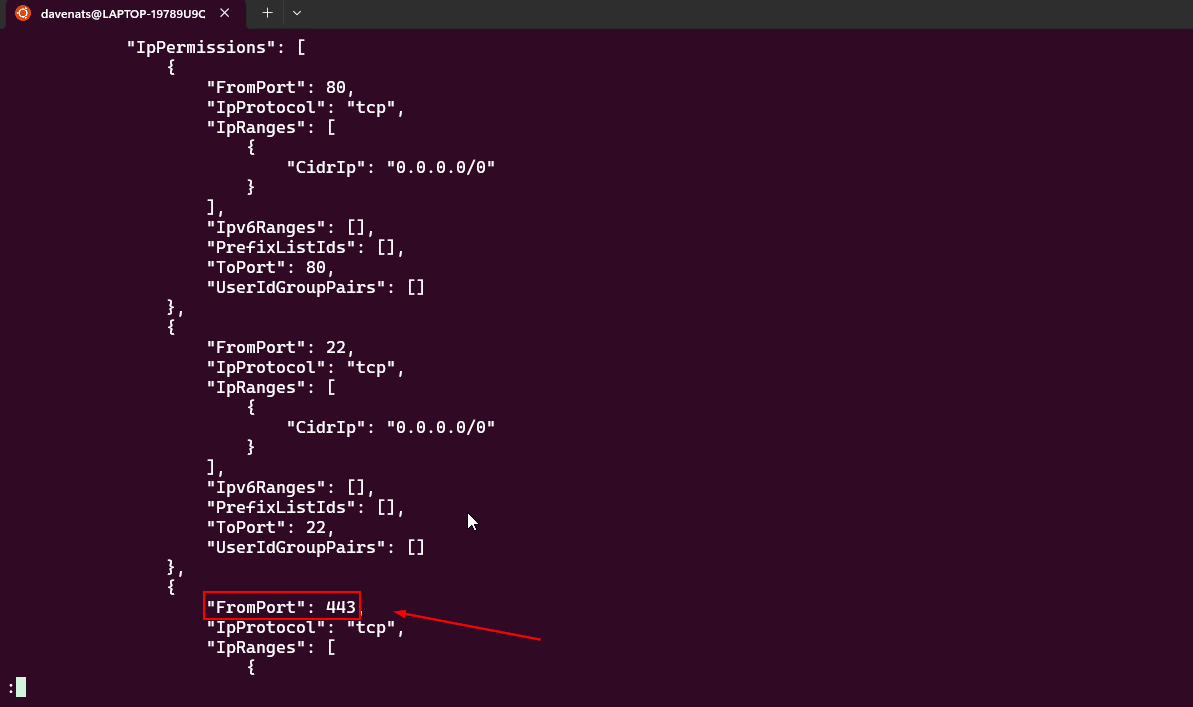 davenats@LAPTOP-19789U9C
"IpPermissions": [
{
"FromPort": 80,
"IpProtocol": "tcp",
"IpRanges": [
{
"CidrIp": "0.0.0.0/0"
}
],
"Ipv6Ranges": [],
"PrefixListIds": [],
"ToPort": 80,
"UserIdGroupPairs": []
},
{
"FromPort": 22,
"IpProtocol": "tcp",
"IpRanges": [
{
"CidrIp": "0.0.0.0/0"
}
],
"Ipv6Ranges": [],
"PrefixListIds": [],
"ToPort": 22,
"UserIdGroupPairs": []
},
{
"FromPort": 443,
"IpProtocol": "tcp",
"IpRanges": [
{
: